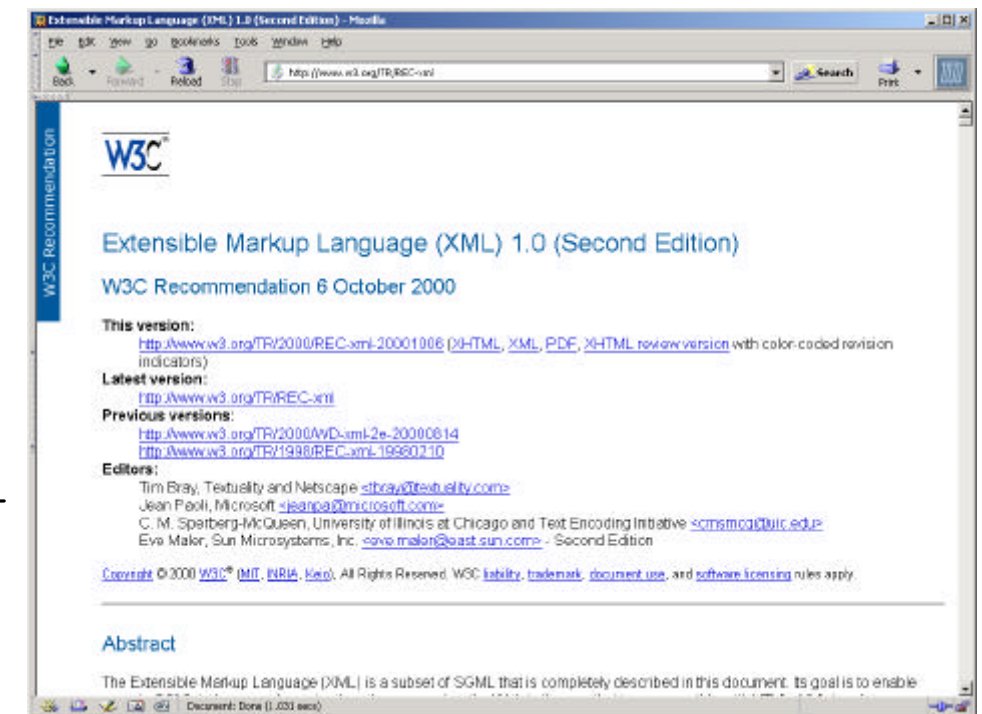 Extensible Markup Language (XML) 1.0 (Second Edition) - Mozilla
File Edit View Go Bookmarks Tools Window Help
Back Forward Reload Stop http://www.w3.org/TR/REC-xml Search Print
W3C Recommendation
W3C®
Extensible Markup Language (XML) 1.0 (Second Edition)
W3C Recommendation 6 October 2000
This version:
http://www.w3.org/TR/2000/REC-xml-20001006 (XHTML, XML, PDF, XHTML review version with color-coded revision
indicators)
Latest version:
http://www.w3.org/TR/REC-xml
Previous versions:
http://www.w3.org/TR/2000/WD-xml-2e-20000814
http://www.w3.org/TR/1998/REC-xml-19980210
Editors:
Tim Bray, Textuality and Netscape <tbray@textuality.com>
Jean Paoli, Microsoft <jeanpa@microsoft.com>
C. M. Sperberg-McQueen, University of Illinois at Chicago and Text Encoding Initiative <cmsmcq@uic.edu>
Eve Maler, Sun Microsystems, Inc. <eve.maler@east.sun.com> - Second Edition
Copyright © 2000 W3C® (MIT, INRIA, Keio), All Rights Reserved. W3C liability, trademark, document use, and software licensing rules apply.
Abstract
The Extensible Markup Language (XML) is a subset of SGML that is completely described in this document. Its goal is to enable
Document: Done (1.031 secs)